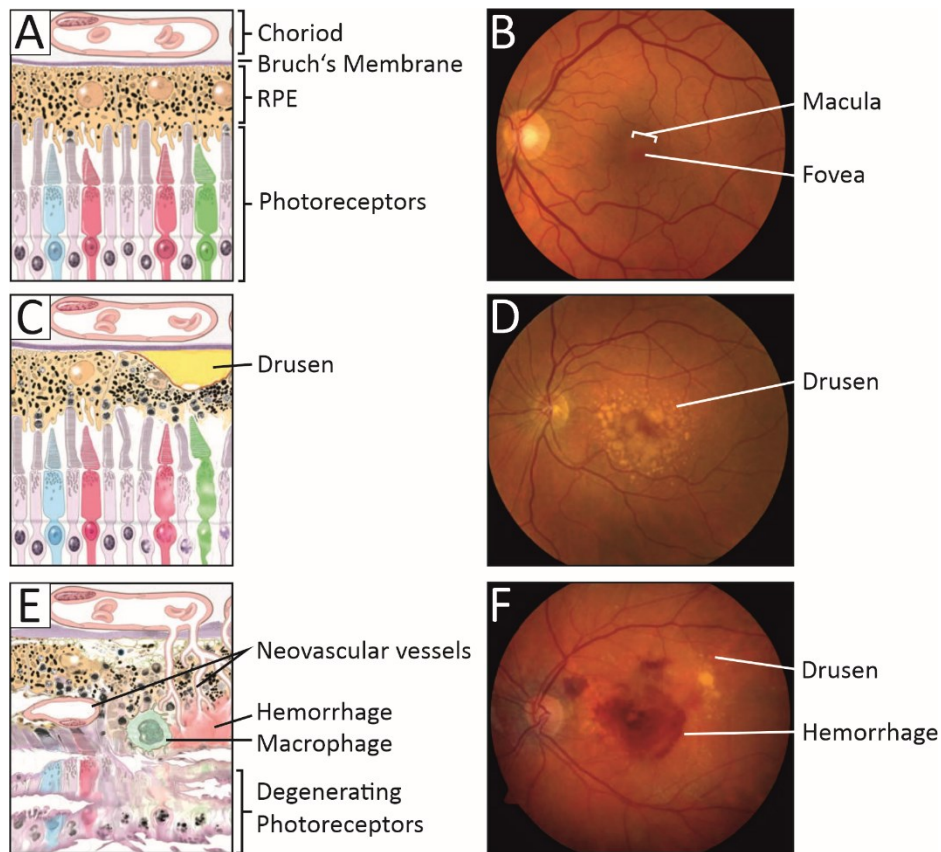 A
Choriod
Bruch's Membrane
RPE
Photoreceptors
B
Macula
Fovea
C
Drusen
D
Drusen
E
Neovascular vessels
Hemorrhage
Macrophage
Degenerating
Photoreceptors
F
Drusen
Hemorrhage